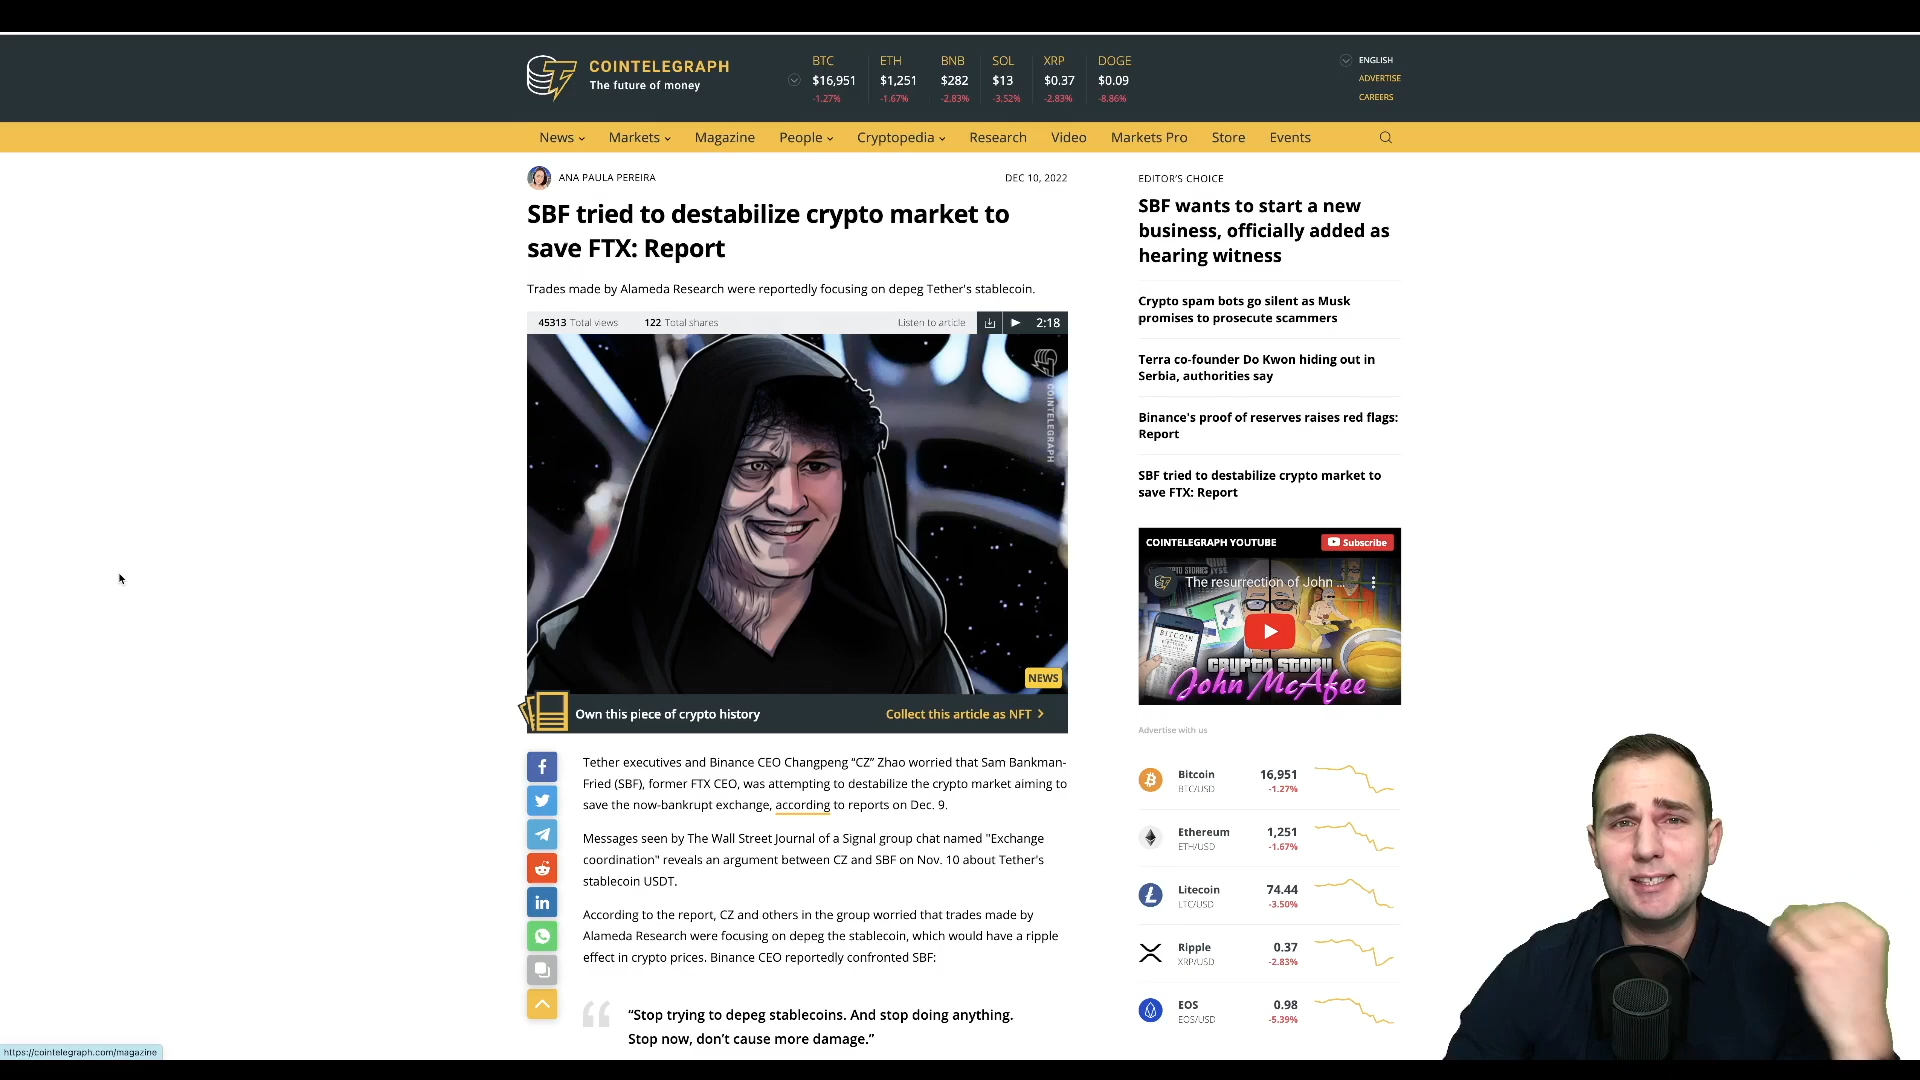 COINTELEGRAPH
The future of money
BTC
$16,951
-1.27%
ETH
$1,251
-1.67%
BNB
$282
-2.83%
SOL
$13
-3.52%
XRP
$0.37
-2.83%
DOGE
$0.09
-8.86%
ENGLISH
ADVERTISE
CAREERS
News
Markets
Magazine
People
Cryptopedia
Research
Video
Markets Pro
Store
Events
ANA PAULA PEREIRA
DEC 10, 2022
SBF tried to destabilize crypto market to
save FTX: Report
Trades made by Alameda Research were reportedly focusing on depeg Tether's stablecoin.
45313 Total views
122 Total shares
Listen to article
2:18
COINTELEGRAPH
NEWS
Own this piece of crypto history
Collect this article as NFT
Tether executives and Binance CEO Changpeng “CZ” Zhao worried that Sam Bankman-
Fried (SBF), former FTX CEO, was attempting to destabilize the crypto market aiming to
save the now-bankrupt exchange, according to reports on Dec. 9.
Messages seen by The Wall Street Journal of a Signal group chat named "Exchange
coordination" reveals an argument between CZ and SBF on Nov. 10 about Tether's
stablecoin USDT.
According to the report, CZ and others in the group worried that trades made by
Alameda Research were focusing on depeg the stablecoin, which would have a ripple
effect in crypto prices. Binance CEO reportedly confronted SBF:
“Stop trying to depeg stablecoins. And stop doing anything.
Stop now, don’t cause more damage.”
EDITOR’S CHOICE
SBF wants to start a new
business, officially added as
hearing witness
Crypto spam bots go silent as Musk
promises to prosecute scammers
Terra co-founder Do Kwon hiding out in
Serbia, authorities say
Binance's proof of reserves raises red flags:
Report
SBF tried to destabilize crypto market to
save FTX: Report
COINTELEGRAPH YOUTUBE
Subscribe
The resurrection of John ...
BITCOIN
CRYPTO STORY
John McAfee
Advertise with us
Bitcoin
BTC/USD
16,951
-1.27%
Ethereum
ETH/USD
1,251
-1.67%
Litecoin
LTC/USD
74.44
-3.50%
Ripple
XRP/USD
0.37
-2.83%
EOS
EOS/USD
0.98
-5.39%
https://cointelegraph.com/magazine